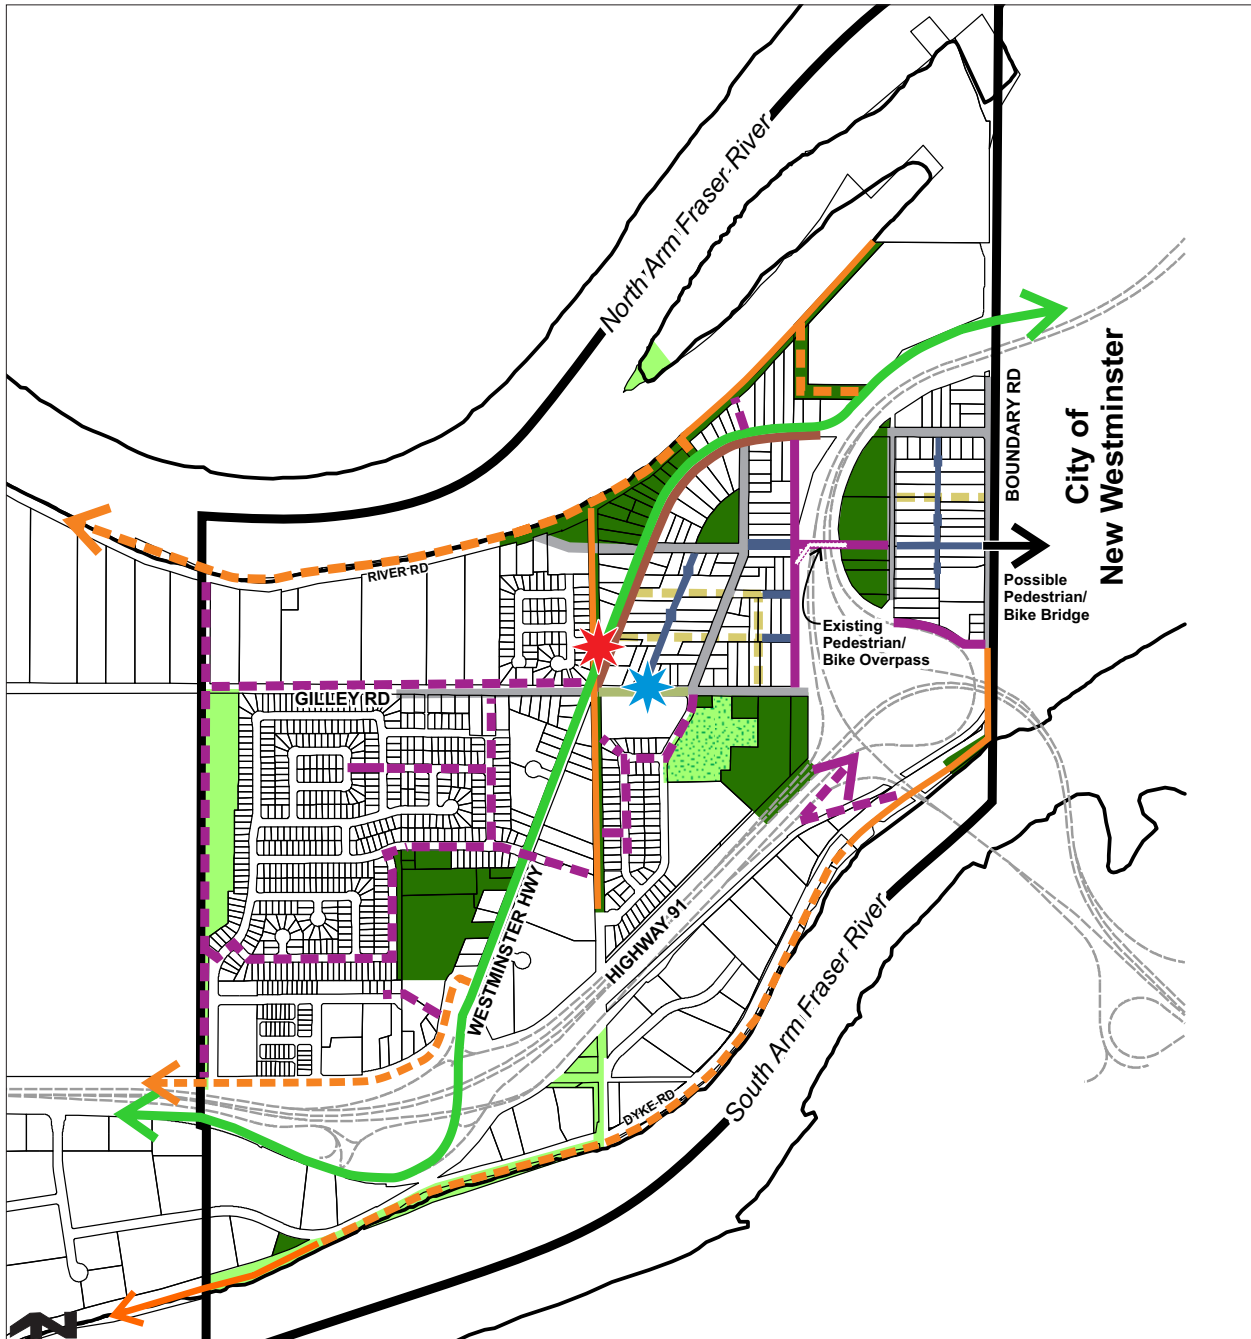 North Arm Fraser River
BOUNDARY RD
City of
New Westminster
RIVER RD
Possible
Pedestrian/
Bike Bridge
Existing
Pedestrian/
Bike Overpass
GILLEY RD
WESTMINSTER HWY
HIGHWAY 91
South Arm Fraser River
DYKE RD
N